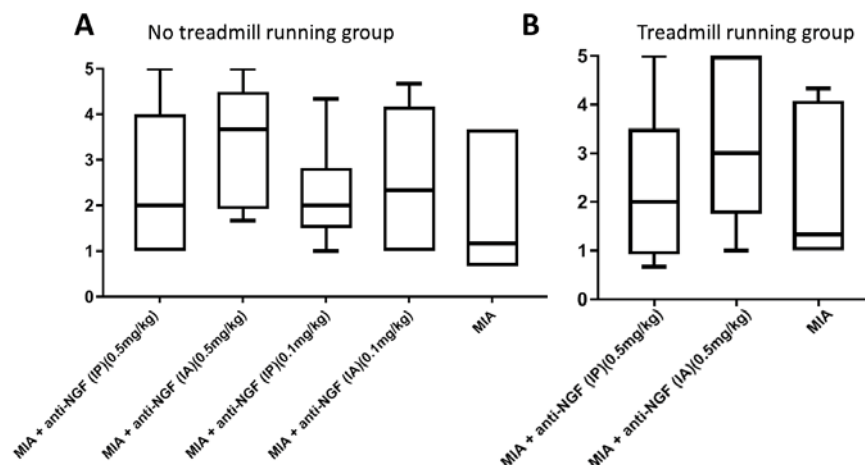 A
No treadmill running group
5
4
3
2
1
0
MIA + anti-NGF (IP)(0.5mg/kg)
MIA + anti-NGF (IA)(0.5mg/kg)
MIA + anti-NGF (IP)(0.1mg/kg)
MIA + anti-NGF (IA)(0.1mg/kg)
MIA
B
Treadmill running group
5
4
3
2
1
0
MIA + anti-NGF (IP)(0.5mg/kg)
MIA + anti-NGF (IA)(0.5mg/kg)
MIA